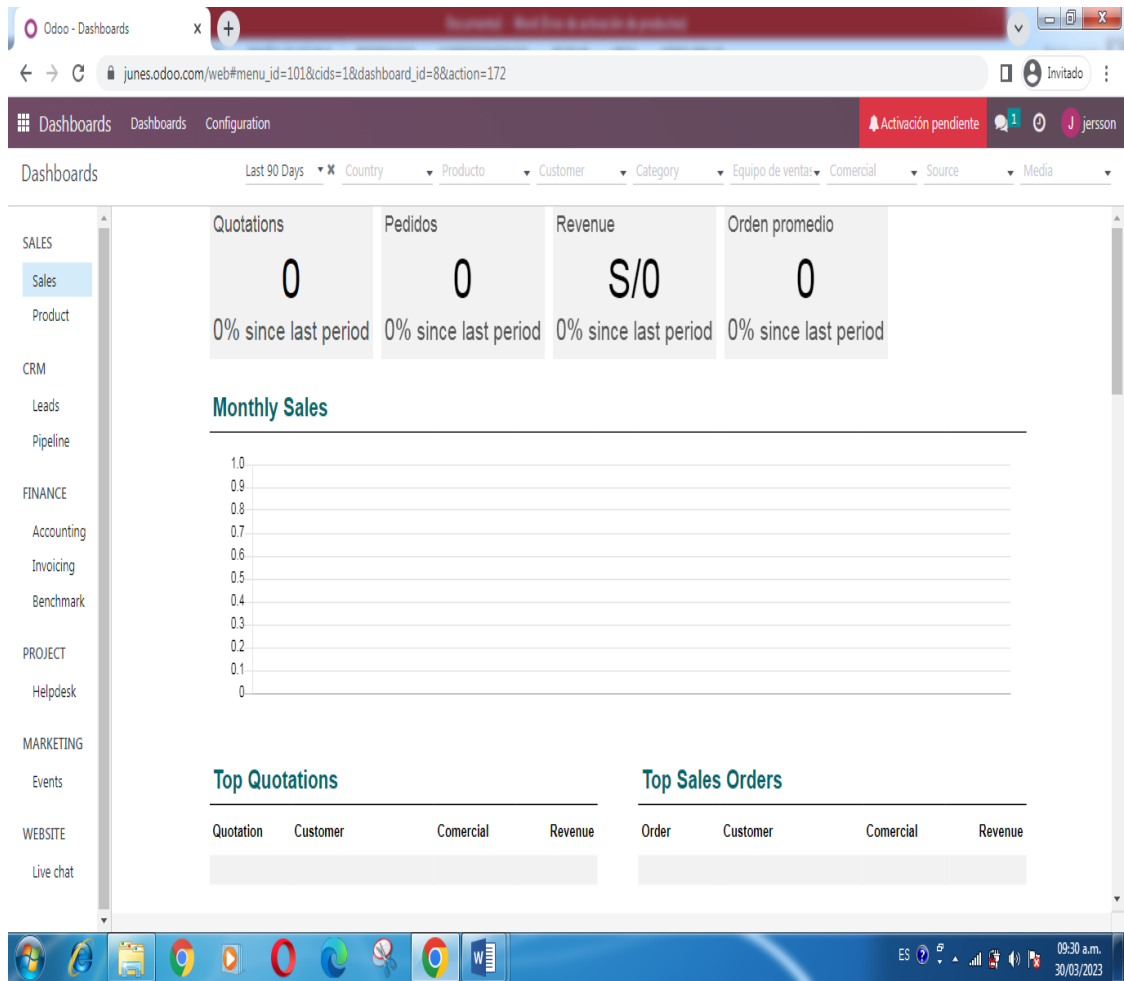 Odoo - Dashboards
junes.odoo.com/web#menu_id=101&cids=1&dashboard_id=8&action=172
Invitado
Dashboards Dashboards Configuration Activación pendiente 1 J jersson
Dashboards Last 90 Days Country Producto Customer Category Equipo de ventas Comercial Source Media
SALES
Sales
Product
CRM
Leads
Pipeline
FINANCE
Accounting
Invoicing
Benchmark
PROJECT
Helpdesk
MARKETING
Events
WEBSITE
Live chat
Quotations Pedidos Revenue Orden promedio
0 0 S/0 0
0% since last period 0% since last period 0% since last period 0% since last period
Monthly Sales
1.0
0.9
0.8
0.7
0.6
0.5
0.4
0.3
0.2
0.1
0
Top Quotations Top Sales Orders
Quotation Customer Comercial Revenue Order Customer Comercial Revenue
ES 09:30 a.m.
30/03/2023